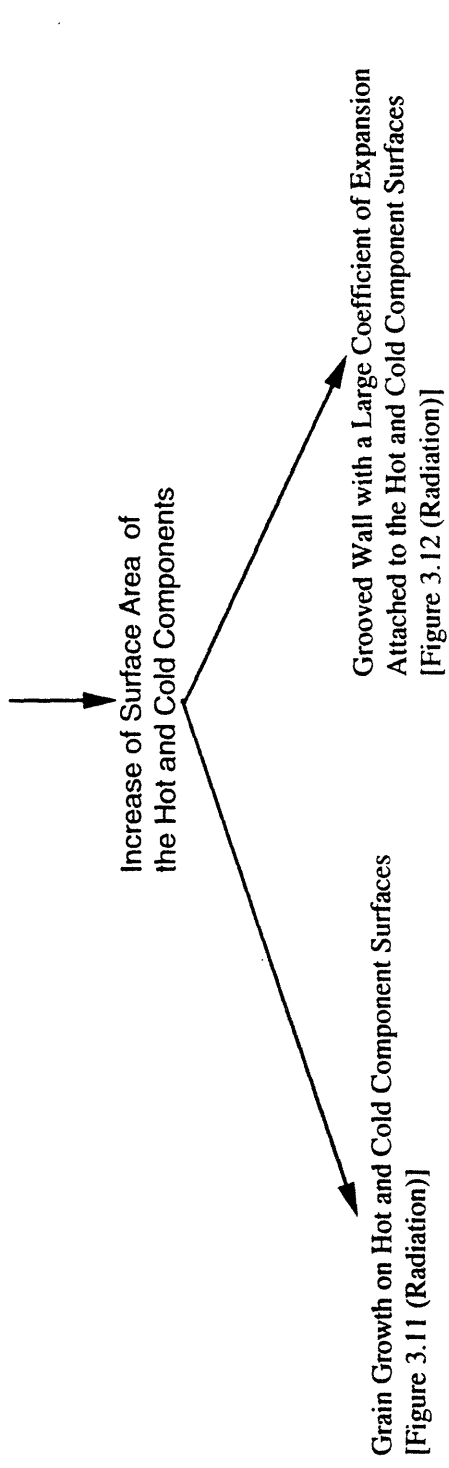 Increase of Surface Area of
the Hot and Cold Components
Grain Growth on Hot and Cold Component Surfaces
[Figure 3.11 (Radiation)]
Grooved Wall with a Large Coefficient of Expansion
Attached to the Hot and Cold Component Surfaces
[Figure 3.12 (Radiation)]